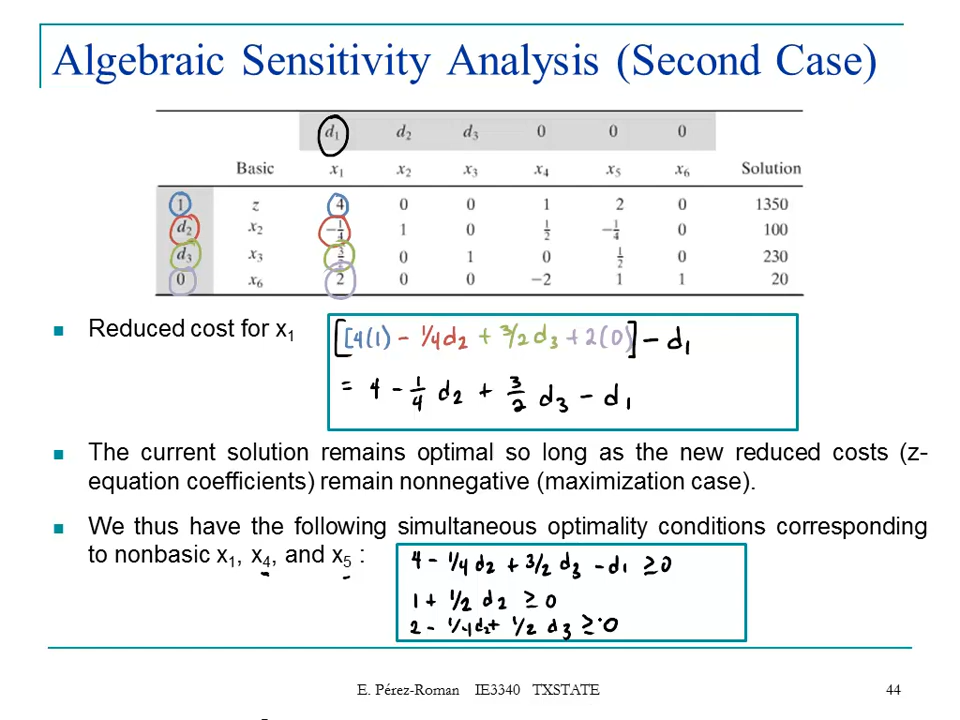 Algebraic Sensitivity Analysis (Second Case)
d₁ d₂ d₃ 0 0 0
Basic x₁ x₂ x₃ x₄ x₅ x₆ Solution
1 z 4 0 0 1 2 0 1350
d₂ x₂ -1/4 1 0 1/2 -1/4 0 100
d₃ x₃ 0 1 0 1/2 0 230
0 x₆ 2 0 0 -2 1 1 20
Reduced cost for x₁
[[4(1) - 1/4d₂ + 3/2d₃ + 2(0)] - d₁
= 4 - 1/4 d₂ + 3/2 d₃ - d₁
The current solution remains optimal so long as the new reduced costs (z-
equation coefficients) remain nonnegative (maximization case).
We thus have the following simultaneous optimality conditions corresponding
to nonbasic x₁, x₄, and x₅ :
4 - 1/4d₂ + 3/2 d₃ - d₁ ≥ 0
1 + 1/2 d₂ ≥ 0
2 - 1/4d₂ + 1/2 d₃ ≥ 0
E. Pérez-Roman IE3340 TXSTATE 44